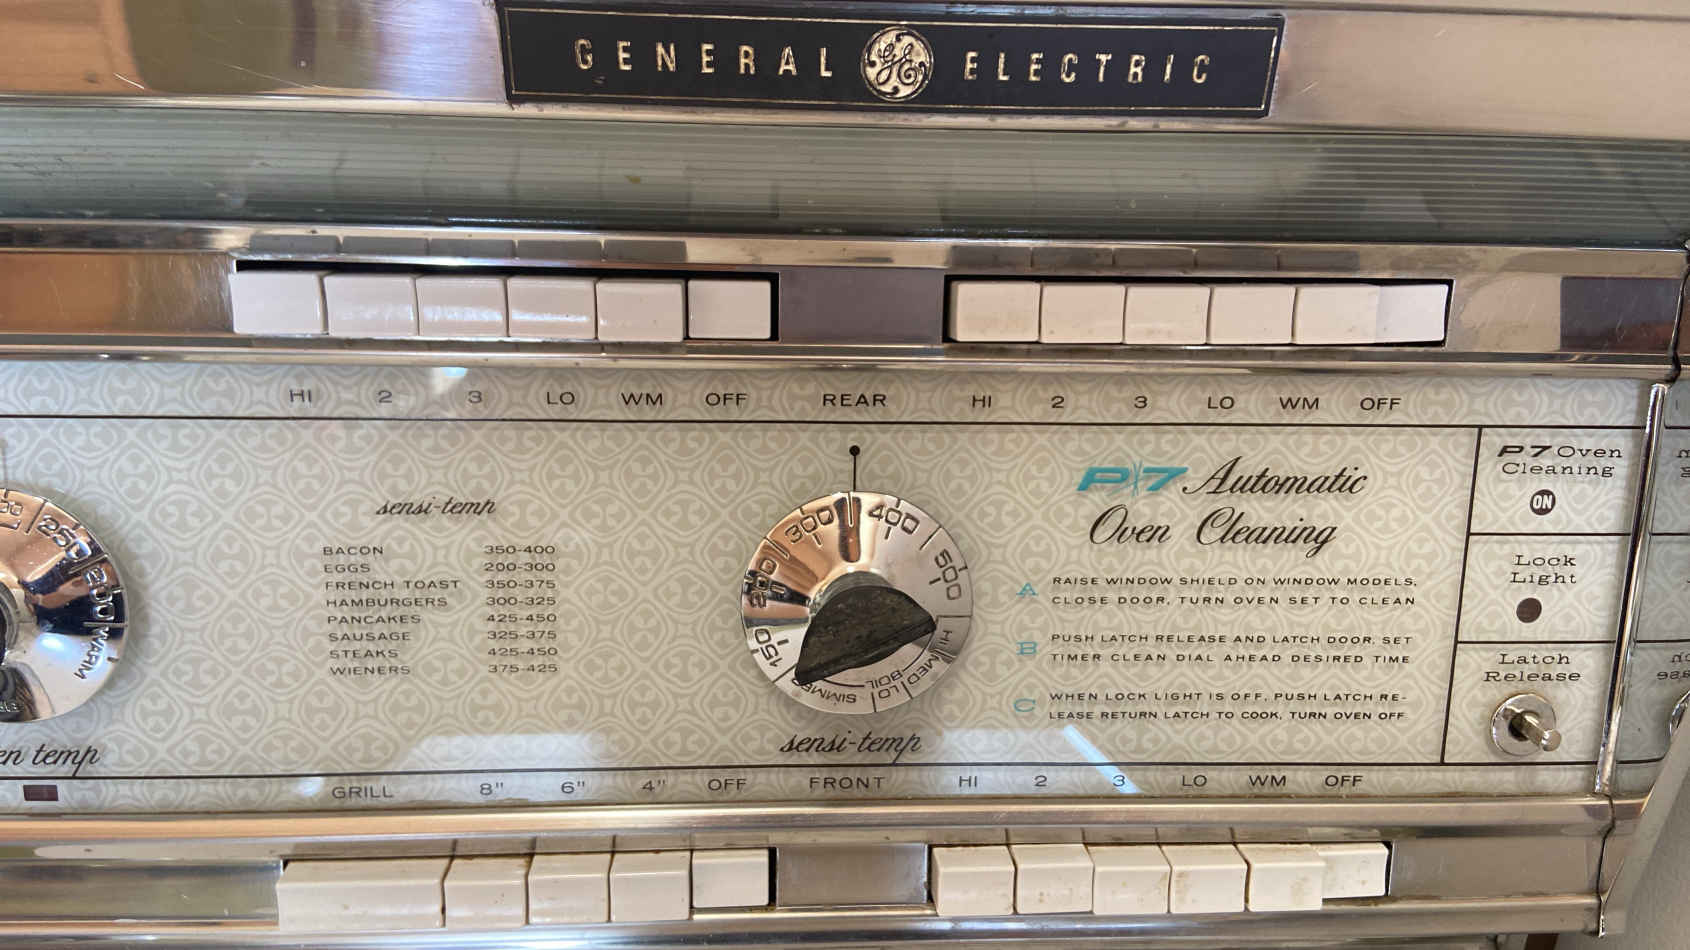 GENERAL GE ELECTRIC
HI 2 3 LO WM OFF REAR HI 2 3 LO WM OFF
250
200
WARM
en temp
sensi-temp
BACON 350-400
EGGS 200-300
FRENCH TOAST 350-375
HAMBURGERS 300-325
PANCAKES 425-450
SAUSAGE 325-375
STEAKS 425-450
WIENERS 375-425
150 200 300 400 500
HI MED LO
BOIL
SIMMER
sensi-temp
P*7 Automatic
Oven Cleaning
A RAISE WINDOW SHIELD ON WINDOW MODELS,
CLOSE DOOR, TURN OVEN SET TO CLEAN
B PUSH LATCH RELEASE AND LATCH DOOR, SET
TIMER CLEAN DIAL AHEAD DESIRED TIME
C WHEN LOCK LIGHT IS OFF, PUSH LATCH RE-
LEASE RETURN LATCH TO COOK, TURN OVEN OFF
P7 Oven
Cleaning
ON
Lock
Light
Latch
Release
GRILL 8" 6" 4" OFF FRONT HI 2 3 LO WM OFF